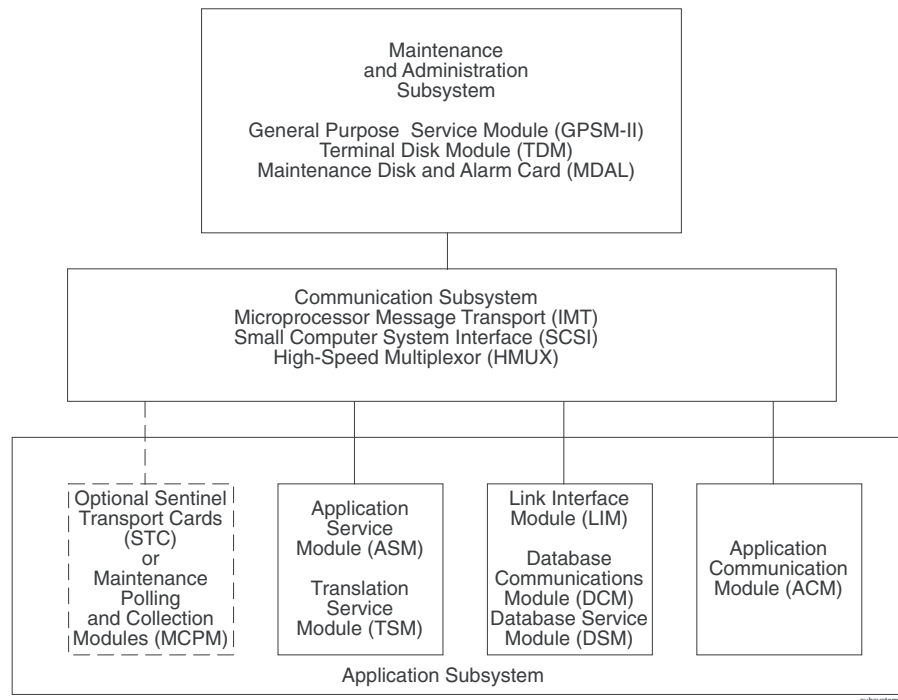 Maintenance
and Administration
Subsystem
General Purpose Service Module (GPSM-II)
Terminal Disk Module (TDM)
Maintenance Disk and Alarm Card (MDAL)
Communication Subsystem
Microprocessor Message Transport (IMT)
Small Computer System Interface (SCSI)
High-Speed Multiplexor (HMUX)
Optional Sentinel
Transport Cards
(STC)
or
Maintenance
Polling
and Collection
Modules (MCPM)
Application
Service
Module (ASM)
Translation
Service
Module (TSM)
Link Interface
Module (LIM)
Database
Communications
Module (DCM)
Database Service
Module (DSM)
Application
Communication
Module (ACM)
Application Subsystem
subsystem